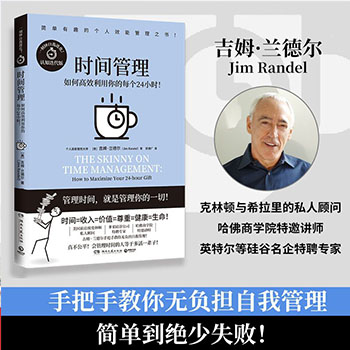 简单有趣的个人效能管理之书!
认知迭代版
时间管理
如何高效利用你的每个24小时!
THE SKINNY ON
TIME MANAGEMENT:
How to Maximize Your 24-hour Gift
管理时间,就是管理你的一切!
时间=收入=价值=尊重=健康=生命!
吉姆·兰德尔
Jim Randel
克林顿与希拉里的私人顾问
哈佛商学院特邀讲师
英特尔等硅谷名企特聘专家
手把手教你无负担自我管理
简单到绝少失败!